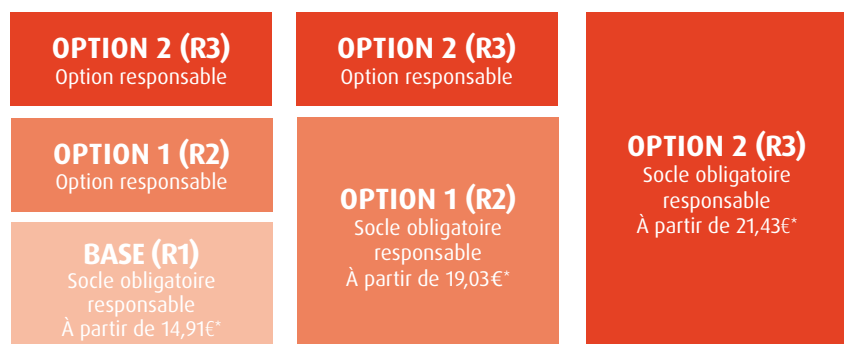 OPTION 2 (R3)
Option responsable
OPTION 1 (R2)
Option responsable
BASE (R1)
Socle obligatoire
responsable
À partir de 14,91€*
OPTION 2 (R3)
Option responsable
OPTION 1 (R2)
Socle obligatoire
responsable
À partir de 19,03€*
OPTION 2 (R3)
Socle obligatoire
responsable
À partir de 21,43€*